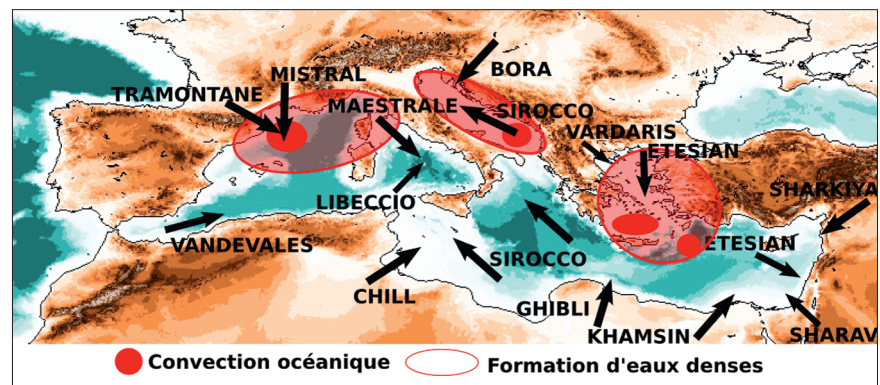 BORA
MISTRAL
TRAMONTANE
MAESTRALE
SIROCCO
VARDARIS
ETESIAN
SHARKIYA
LIBECCIO
VANDEVALES
ETESIAN
SIROCCO
CHILL
GHIBLI
KHAMSIN
SHARAV
Convection océanique
Formation d'eaux denses